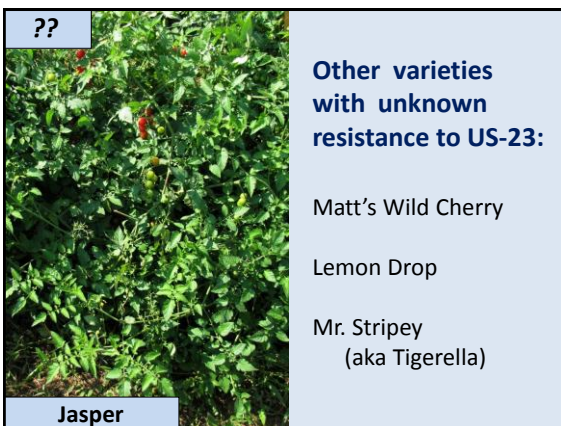 ??
Jasper
Other varieties
with unknown
resistance to US-23:
Matt's Wild Cherry
Lemon Drop
Mr. Stripey
(aka Tigerella)